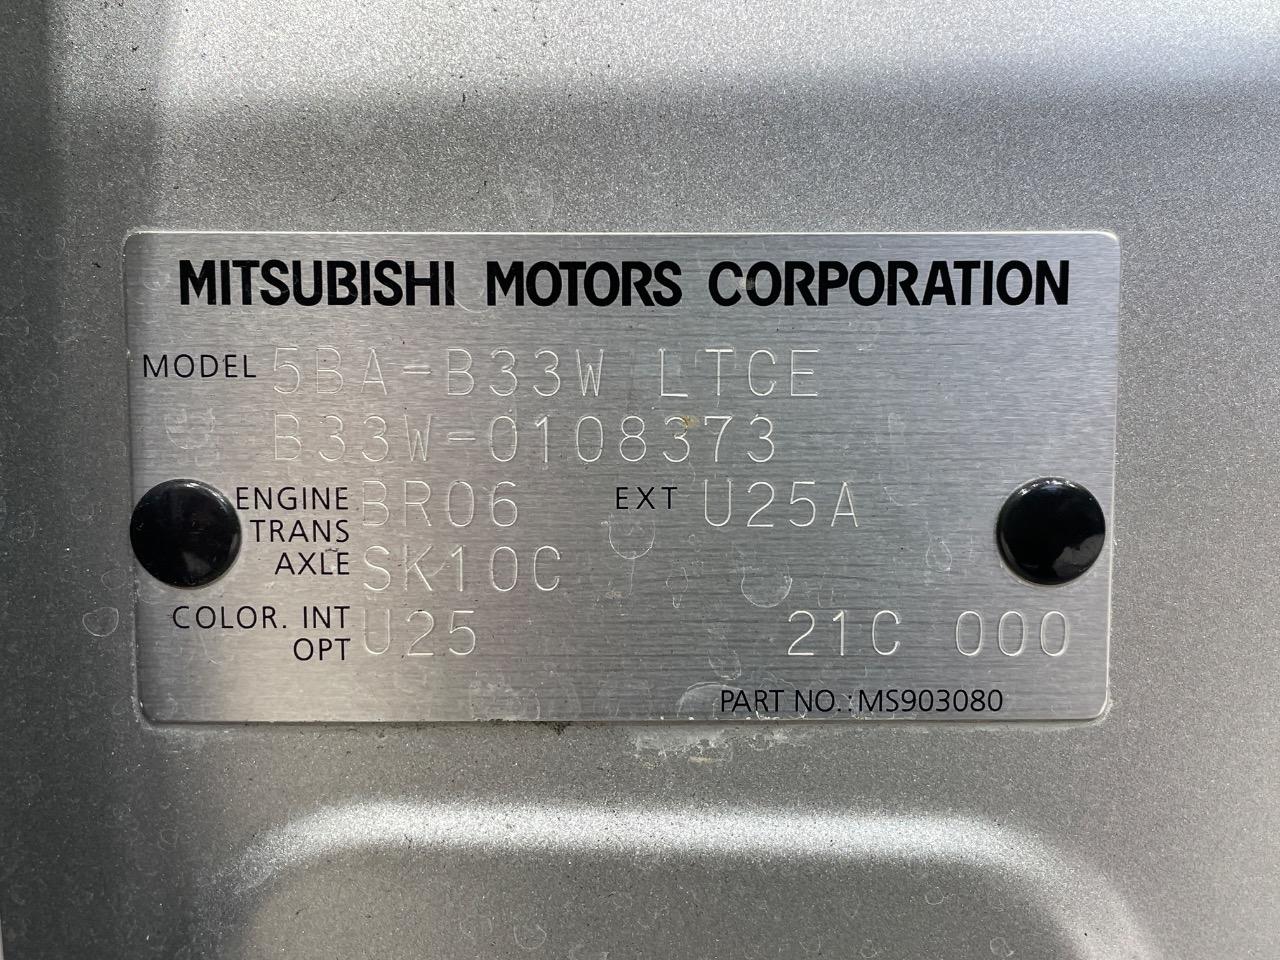 MITSUBISHI MOTORS CORPORATION
MODEL 5BA-B33W LTCE
B33W-0108373
ENGINE BR06 EXT U25A
TRANS
AXLE SK10C
COLOR. INT
OPT U25 21C 000
PART NO.: MS903080